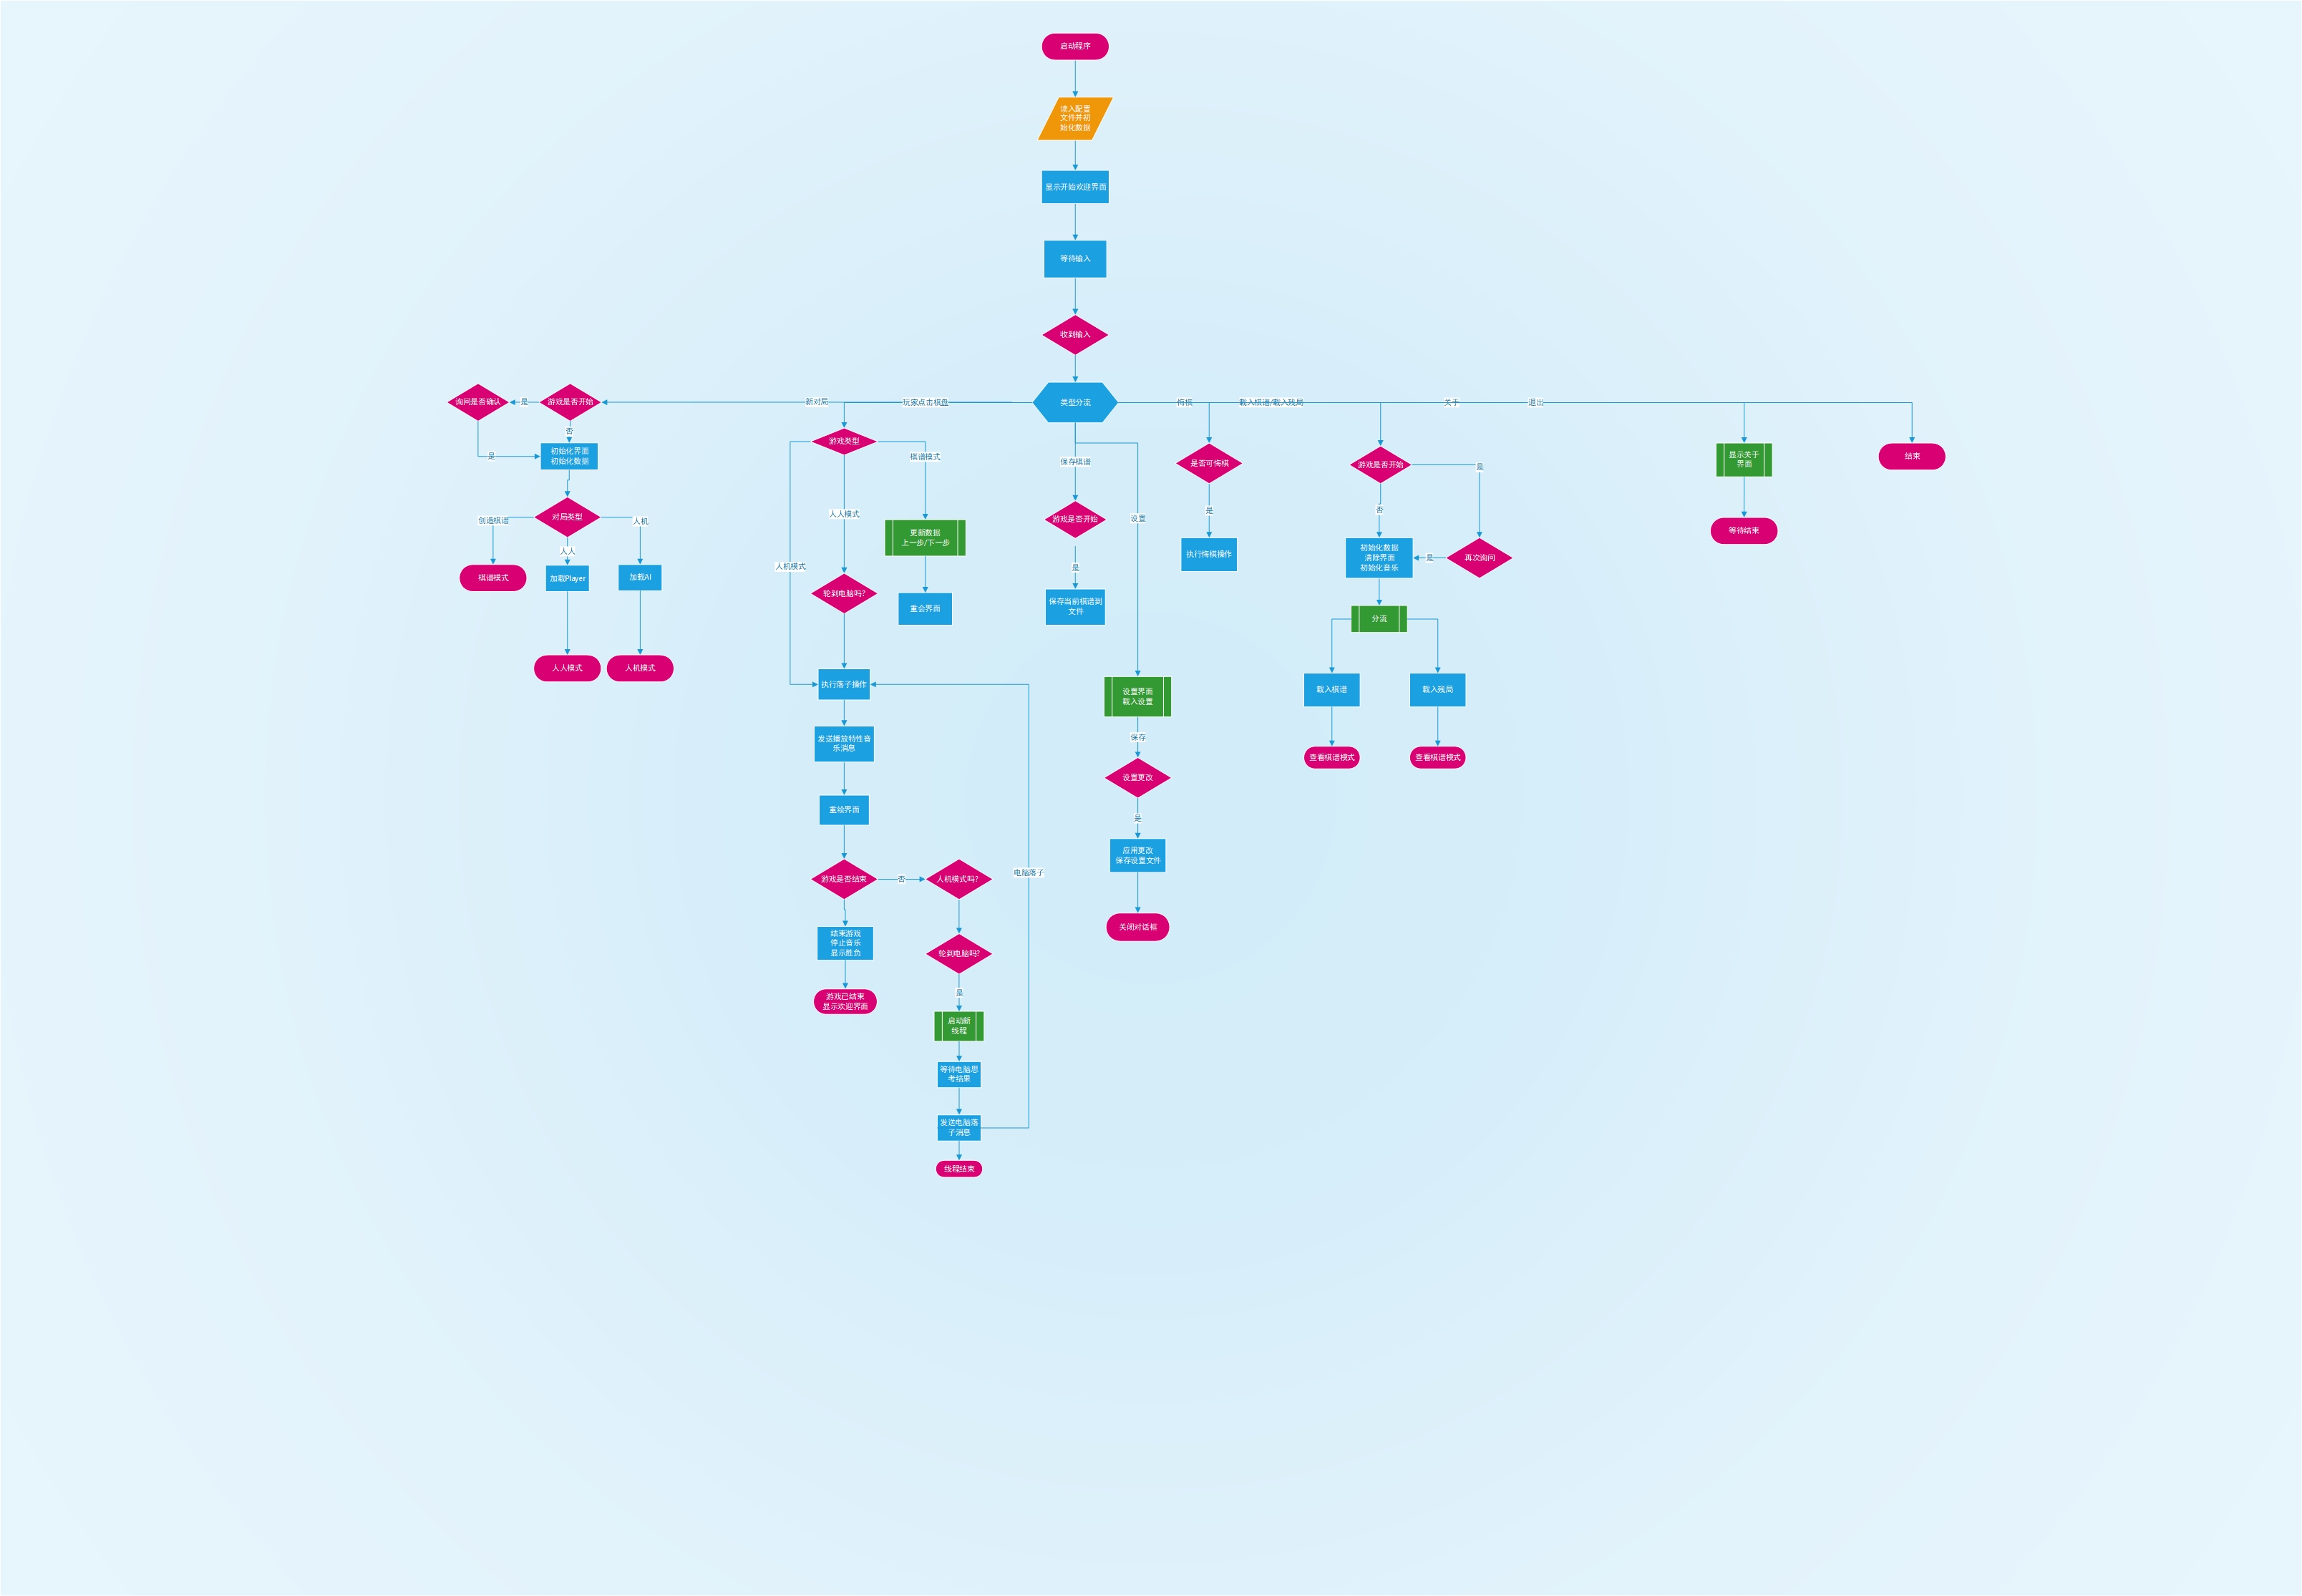 启动程序
读入配置
文件并初
始化数据
显示开始欢迎界面
等待输入
收到输入
类型分流
新对局
玩家点击棋盘
悔棋
载入棋谱/载入残局
关于
退出
询问是否确认
是
游戏是否开始
否
是
初始化界面
初始化数据
对局类型
创造棋谱
人人
人机
棋谱模式
加载Player
加载AI
人人模式
人机模式
游戏类型
棋谱模式
人人模式
人机模式
更新数据
上一步/下一步
重会界面
轮到电脑吗?
执行落子操作
发送播放特性音
乐消息
重绘界面
游戏是否结束
否
人机模式吗?
电脑落子
结束游戏
停止音乐
显示胜负
游戏已结束
显示欢迎界面
轮到电脑吗?
是
启动新
线程
等待电脑思
考结果
发送电脑落
子消息
线程结束
保存棋谱
游戏是否开始
是
保存当前棋谱到
文件
设置
设置界面
载入设置
保存
设置更改
是
应用更改
保存设置文件
关闭对话框
是否可悔棋
是
执行悔棋操作
游戏是否开始
是
否
初始化数据
清除界面
初始化音乐
是
再次询问
分流
载入棋谱
载入残局
查看棋谱模式
查看棋谱模式
显示关于
界面
等待结束
结束